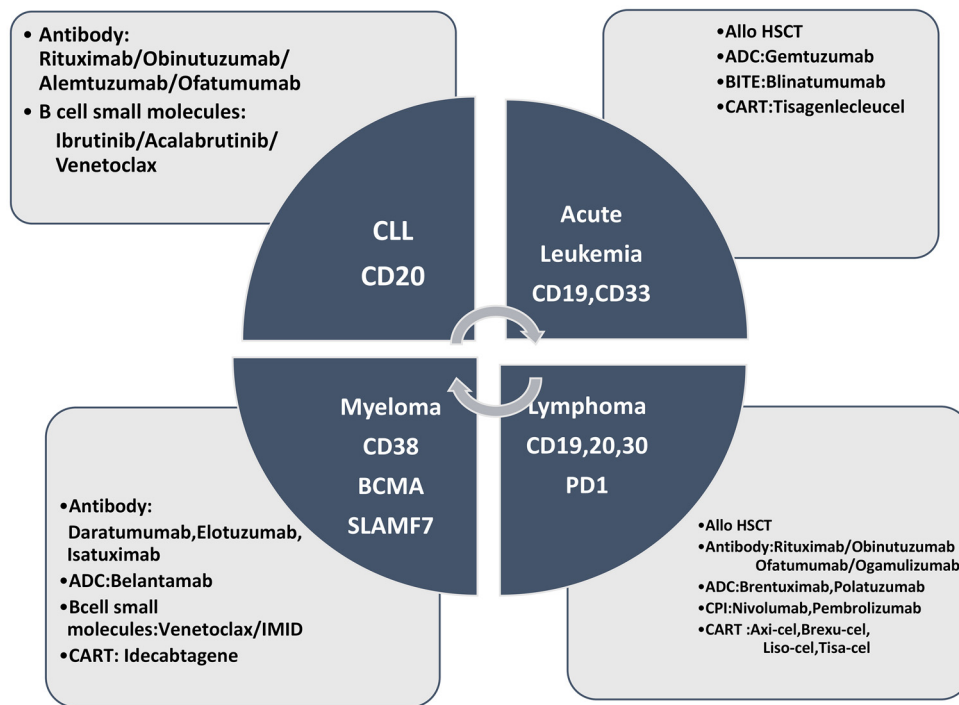 • Antibody:
Rituximab/Obinutuzumab/
Alemtuzumab/Ofatumumab
• B cell small molecules:
Ibrutinib/Acalabrutinib/
Venetoclax
•Allo HSCT
•ADC:Gemtuzumab
•BITE:Blinatumumab
•CART:Tisagenlecleucel
CLL
CD20
Acute
Leukemia
CD19,CD33
Myeloma
CD38
BCMA
SLAMF7
Lymphoma
CD19,20,30
PD1
•Antibody:
Daratumumab,Elotuzumab,
Isatuximab
•ADC:Belantamab
•Bcell small
molecules:Venetoclax/IMID
•CART: Idecabtagene
•Allo HSCT
•Antibody:Rituximab/Obinutuzumab
Ofatumumab/Ogamulizumab
•ADC:Brentuximab,Polatuzumab
•CPI:Nivolumab,Pembrolizumab
•CART :Axi-cel,Brexu-cel,
Liso-cel,Tisa-cel